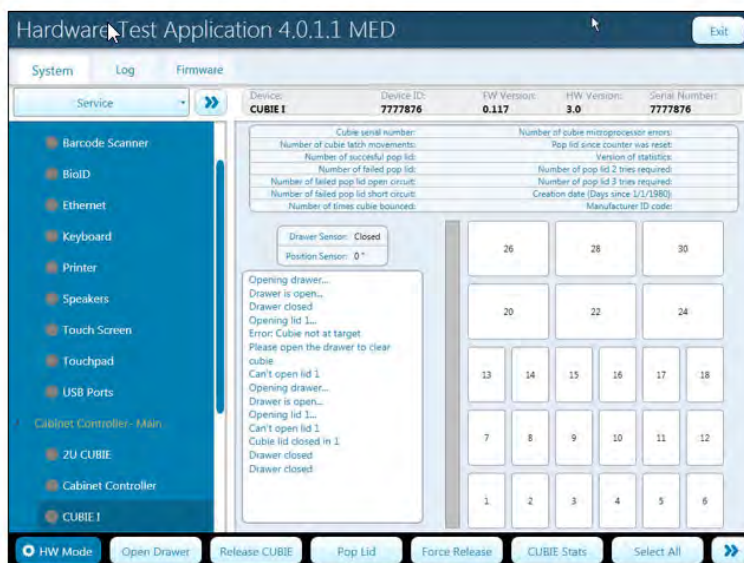 Hardware Test Application 4.0.1.1 MED
Exit
System Log Firmware
Service
Device: Device ID: FW Version: HW Version: Serial Number:
CUBIE I 7777876 0.117 3.0 7777876
Barcode Scanner
BioID
Ethernet
Keyboard
Printer
Speakers
Touch Screen
Touchpad
USB Ports
Cabinet Controller- Main
2U CUBIE
Cabinet Controller
CUBIE I
Cubie serial number: Number of cubie microprocessor errors:
Number of cubie latch movements: Pop lid since counter was reset:
Number of succesful pop lid: Version of statistics:
Number of failed pop lid: Number of pop lid 2 tries required:
Number of failed pop lid open circuit: Number of pop lid 3 tries required:
Number of failed pop lid short circuit: Creation date (Days since 1/1/1980):
Number of times cubie bounced: Manufacturer ID code:
Drawer Sensor: Closed
Position Sensor: 0 "
Opening drawer...
Drawer is open...
Drawer closed
Opening lid 1...
Error: Cubie not at target
Please open the drawer to clear
cubie
Can't open lid 1
Opening drawer...
Drawer is open...
Opening lid 1...
Can't open lid 1
Cubie lid closed in 1
Drawer closed
Drawer closed
26 28 30
20 22 24
13 14 15 16 17 18
7 8 9 10 11 12
1 2 3 4 5 6
HW Mode Open Drawer Release CUBIE Pop Lid Force Release CUBIE Stats Select All